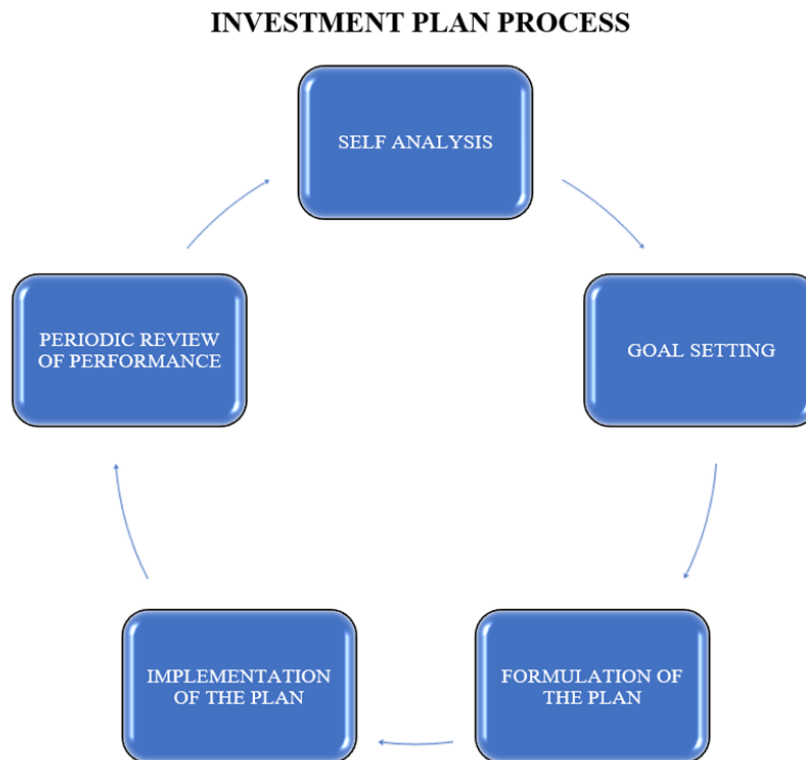 INVESTMENT PLAN PROCESS
SELF ANALYSIS
GOAL SETTING
FORMULATION OF
THE PLAN
IMPLEMENTATION
OF THE PLAN
PERIODIC REVIEW
OF PERFORMANCE